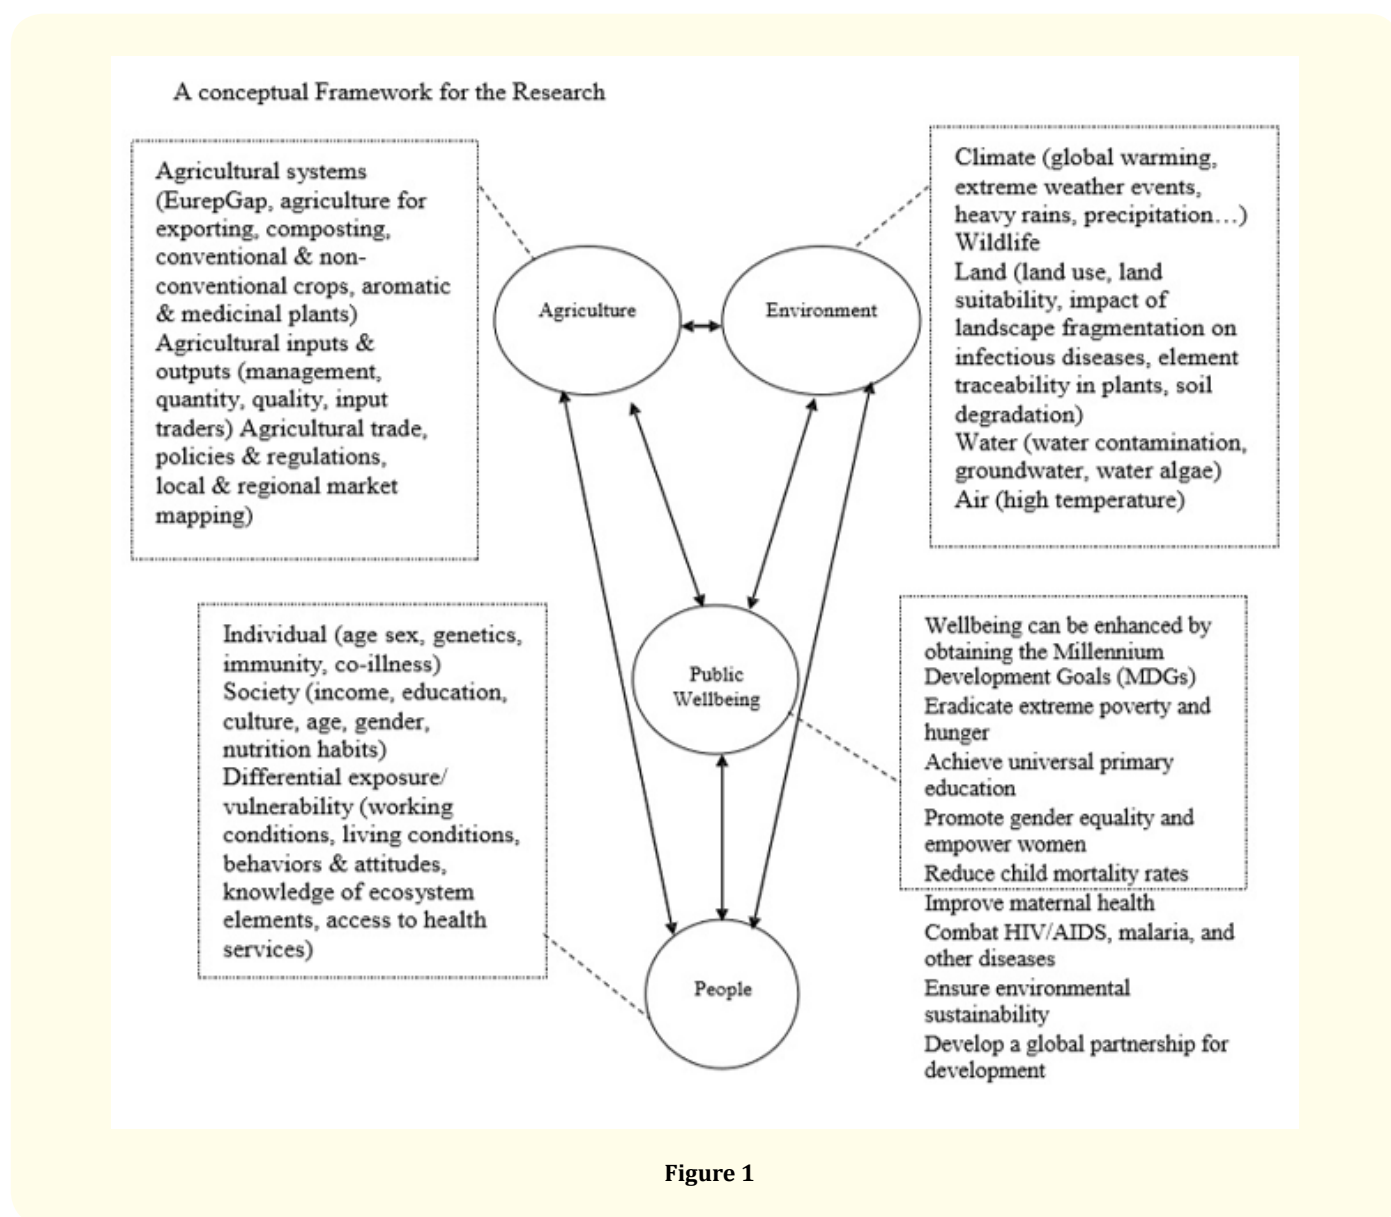 A conceptual Framework for the Research
Agricultural systems
(EurepGap, agriculture for
exporting, composting,
conventional & non-
conventional crops, aromatic
& medicinal plants)
Agricultural inputs &
outputs (management,
quantity, quality, input
traders) Agricultural trade,
policies & regulations,
local & regional market
mapping)
Climate (global warming,
extreme weather events,
heavy rains, precipitation...)
Wildlife
Land (land use, land
suitability, impact of
landscape fragmentation on
infectious diseases, element
traceability in plants, soil
degradation)
Water (water contamination,
groundwater, water algae)
Air (high temperature)
Agriculture
Environment
Individual (age sex, genetics,
immunity, co-illness)
Society (income, education,
culture, age, gender,
nutrition habits)
Differential exposure/
vulnerability (working
conditions, living conditions,
behaviors & attitudes,
knowledge of ecosystem
elements, access to health
services)
Public
Wellbeing
Wellbeing can be enhanced by
obtaining the Millennium
Development Goals (MDGs)
Eradicate extreme poverty and
hunger
Achieve universal primary
education
Promote gender equality and
empower women
Reduce child mortality rates
Improve maternal health
Combat HIV/AIDS, malaria, and
other diseases
Ensure environmental
sustainability
Develop a global partnership for
development
People
Figure 1